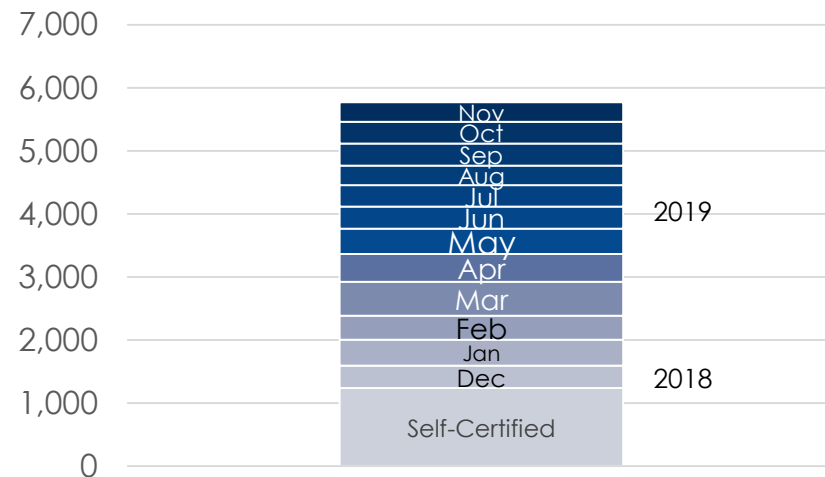 7,000
6,000
Nov
Oct
5,000
Sep
Aug
Jul
4,000
2019
Jun
May
3,000
Apr
Mar
Feb
2,000
Jan
Dec
2018
1,000
Self-Certified
0